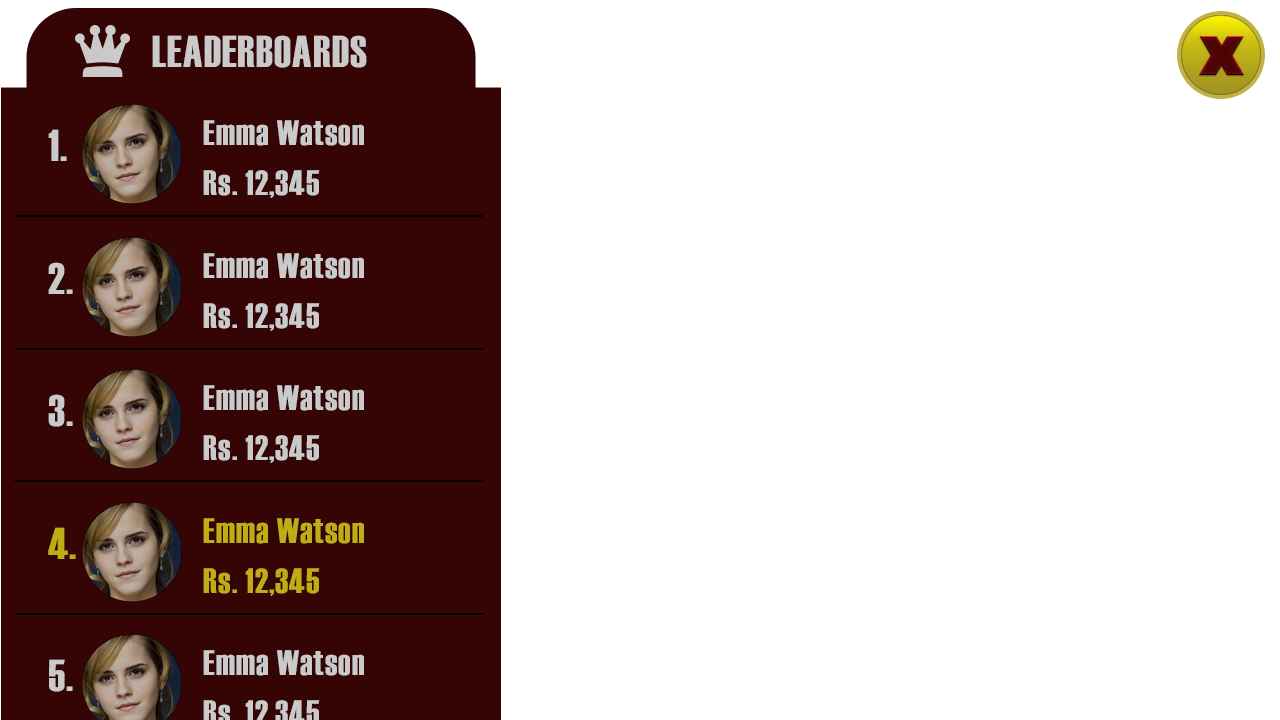 LEADERBOARDS
X
1.
Emma Watson
Rs. 12,345
2.
Emma Watson
Rs. 12,345
3.
Emma Watson
Rs. 12,345
4.
Emma Watson
Rs. 12,345
5.
Emma Watson
Rs. 12,345